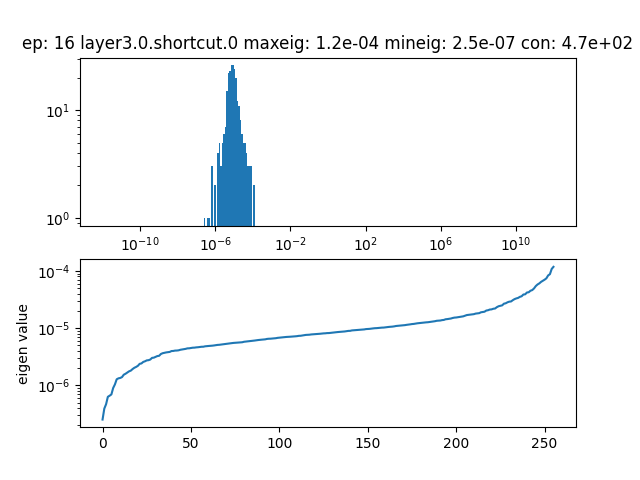 ep: 16 layer3.0.shortcut.0 maxeig: 1.2e-04 mineig: 2.5e-07 con: 4.7e+02
10¹
10⁰
10⁻¹⁰ 10⁻⁶ 10⁻² 10² 10⁶ 10¹⁰
10⁻⁴
10⁻⁵
10⁻⁶
eigen value
0 50 100 150 200 250